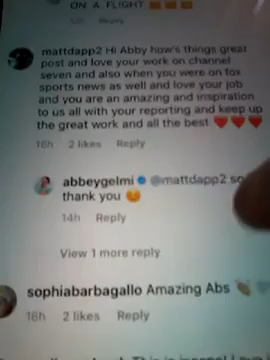 ON A FLIGHT
Reply
mattdapp2 Hi Abby how's things great
post and love your work on channel
seven and also when you were on fox
sports news as well and love your job
and you are an amazing and inspiration
to us all with your reporting and keep up
the great work and all the best ❤️❤️❤️
16h 2 likes Reply
abbeygelmi @mattdapp2 so
thank you
14h Reply
View 1 more reply
sophiabarbagallo Amazing Abs
16h 2 likes Reply